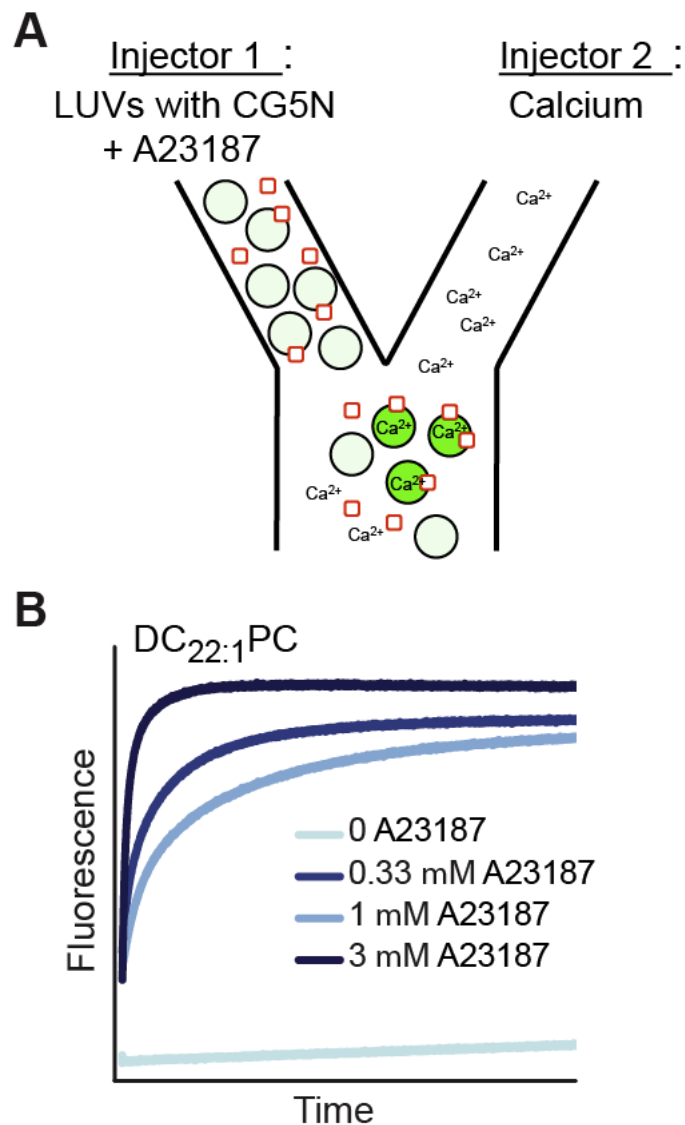 A
Injector 1 :
LUVs with CG5N
+ A23187
Injector 2 :
Calcium
Ca2+
Ca2+
Ca2+
Ca2+
Ca2+
Ca2+
Ca2+
Ca2+
Ca2+
Ca2+
B
DC22:1PC
Fluorescence
0 A23187
0.33 mM A23187
1 mM A23187
3 mM A23187
Time